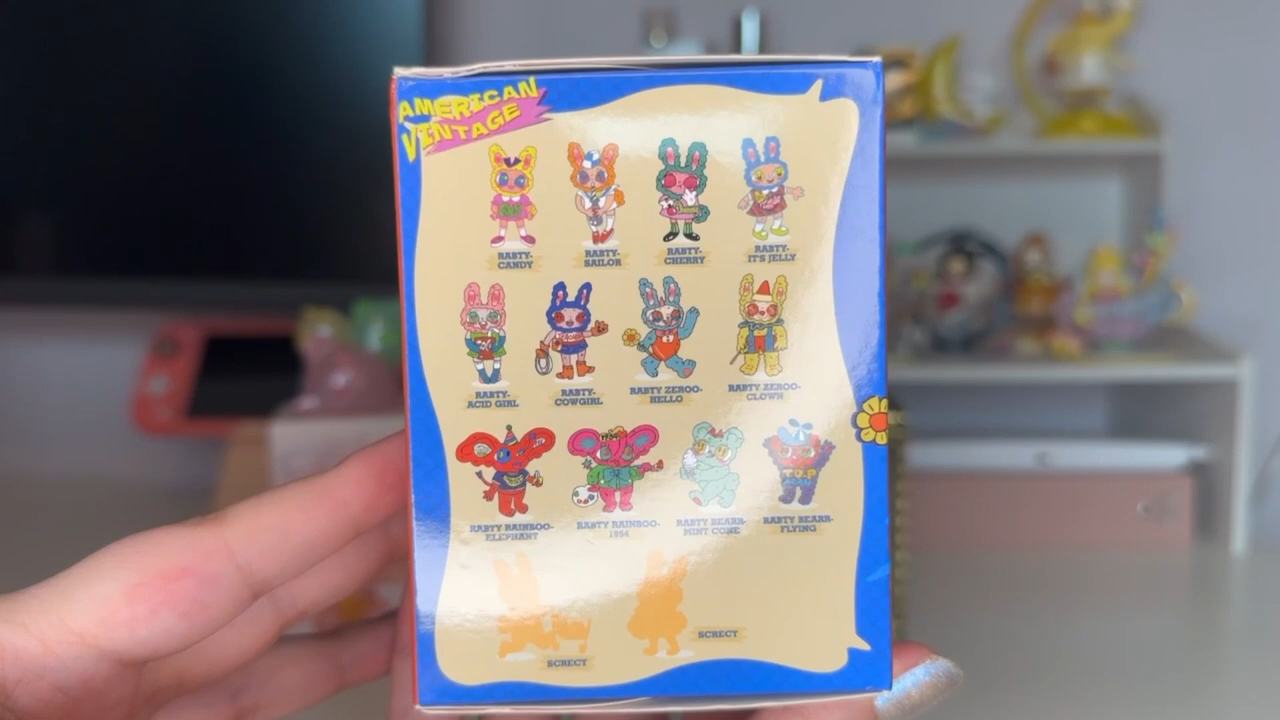 AMERICAN
VINTAGE
RABTY-
CANDY
RABTY-
SAILOR
RABTY-
CHERRY
RABTY-
IT'S JELLY
RABTY-
ACID GIRL
RABTY-
COWGIRL
RABTY ZEROO-
HELLO
RABTY ZEROO-
CLOWN
RABTY RAINBOO-
ELEPHANT
RABTY RAINBOO-
1954
RABTY BEARR-
MINT CONE
RABTY BEARR-
FLYING
SCRECT
SCRECT